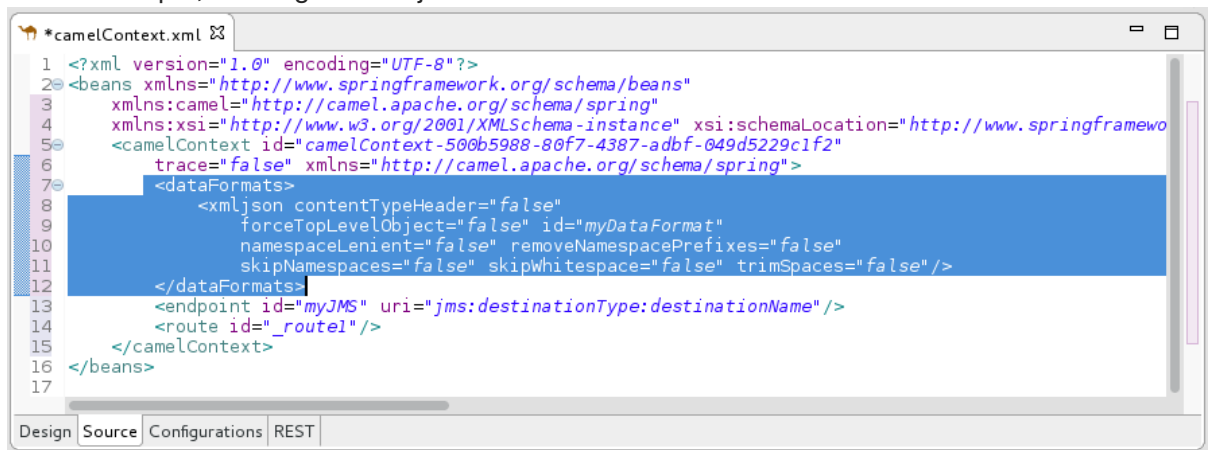 *camelContext.xml
1 <?xml version="1.0" encoding="UTF-8"?>
2 <beans xmlns="http://www.springframework.org/schema/beans"
3 xmlns:camel="http://camel.apache.org/schema/spring"
4 xmlns:xsi="http://www.w3.org/2001/XMLSchema-instance" xsi:schemaLocation="http://www.springframewo
5 <camelContext id="camelContext-500b5988-80f7-4387-adbf-049d5229c1f2"
6 trace="false" xmlns="http://camel.apache.org/schema/spring">
7 <dataFormats>
8 <xmljson contentTypeHeader="false"
9 forceTopLevelObject="false" id="myDataFormat"
10 namespaceLenient="false" removeNamespacePrefixes="false"
11 skipNamespaces="false" skipWhitespace="false" trimSpaces="false"/>
12 </dataFormats>
13 <endpoint id="myJMS" uri="jms:destinationType:destinationName"/>
14 <route id="_route1"/>
15 </camelContext>
16 </beans>
17
Design Source Configurations REST